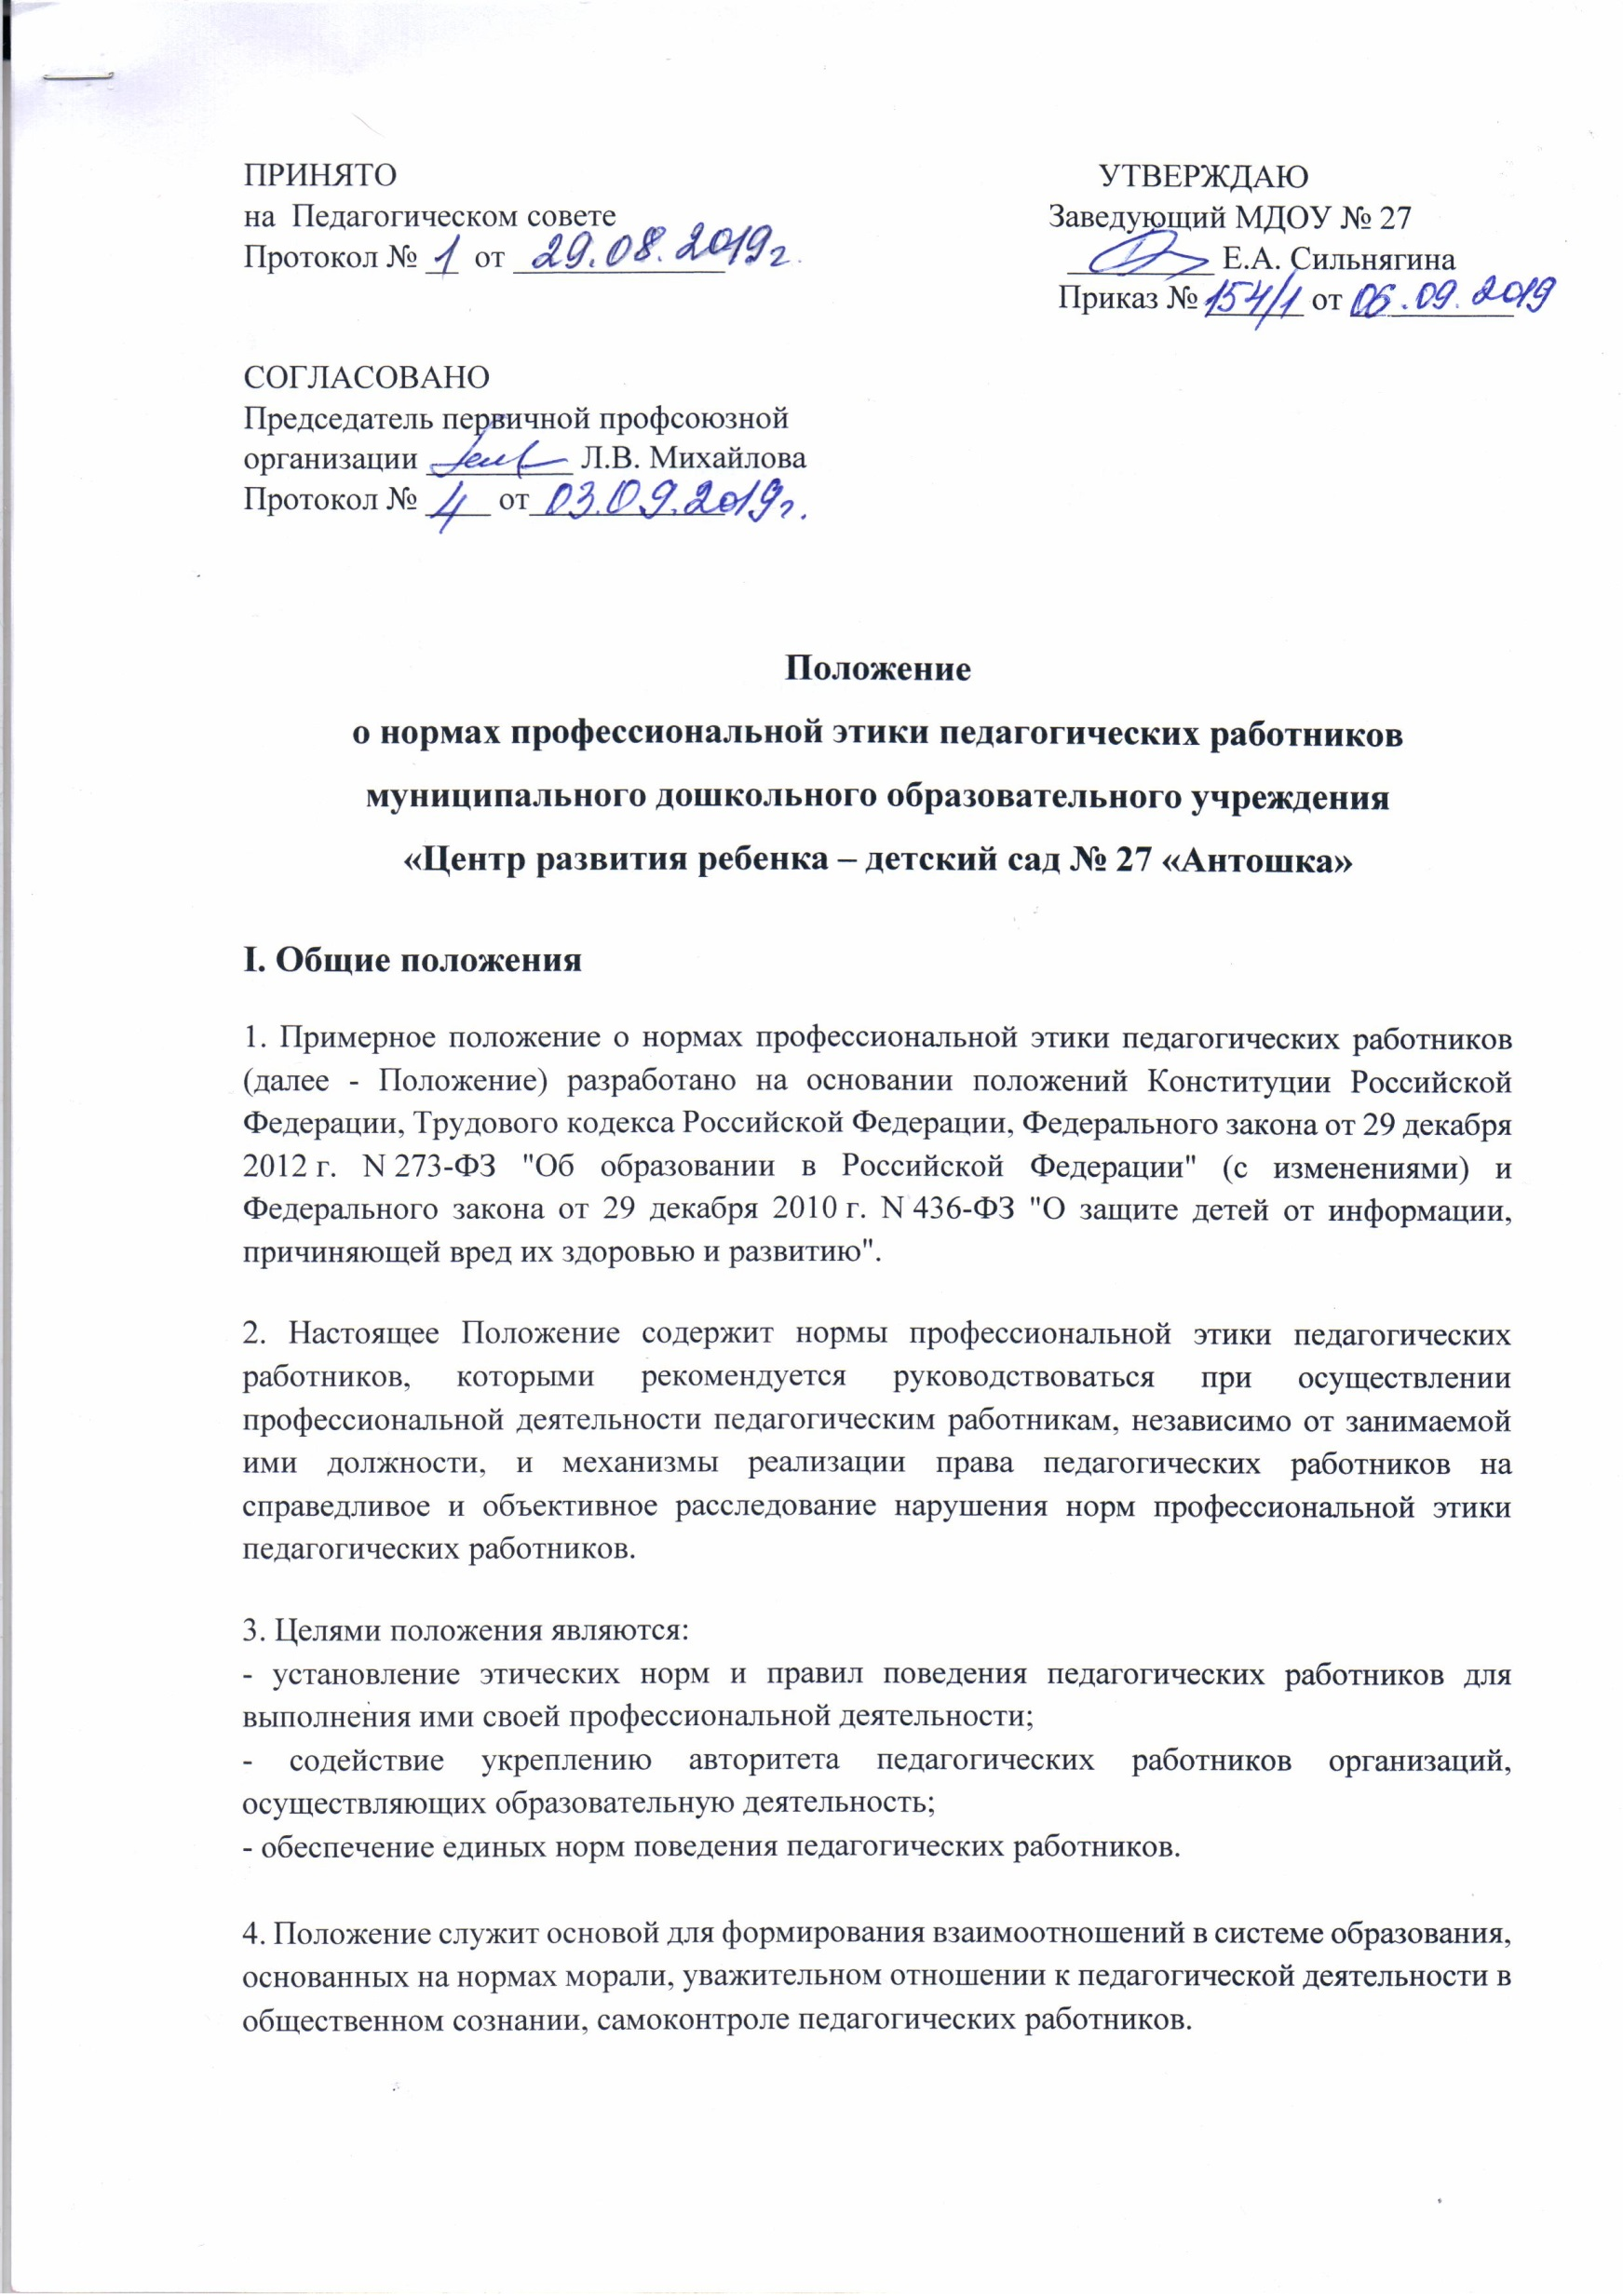 ПРИНЯТО
на Педагогическом совете
Протокол № 1 от 29.08.2019г.
УТВЕРЖДАЮ
Заведующий МДОУ № 27
Е.А. Сильнягина
Приказ № 154/1 от 06.09.2019
СОГЛАСОВАНО
Председатель первичной профсоюзной
организации Л.В. Михайлова
Протокол № 4 от 03.09.2019г.
Положение
о нормах профессиональной этики педагогических работников
муниципального дошкольного образовательного учреждения
«Центр развития ребенка – детский сад № 27 «Антошка»
I. Общие положения
1. Примерное положение о нормах профессиональной этики педагогических работников
(далее - Положение) разработано на основании положений Конституции Российской
Федерации, Трудового кодекса Российской Федерации, Федерального закона от 29 декабря
2012 г. N 273-ФЗ "Об образовании в Российской Федерации" (с изменениями) и
Федерального закона от 29 декабря 2010 г. N 436-ФЗ "О защите детей от информации,
причиняющей вред их здоровью и развитию".
2. Настоящее Положение содержит нормы профессиональной этики педагогических
работников, которыми рекомендуется руководствоваться при осуществлении
профессиональной деятельности педагогическим работникам, независимо от занимаемой
ими должности, и механизмы реализации права педагогических работников на
справедливое и объективное расследование нарушения норм профессиональной этики
педагогических работников.
3. Целями положения являются:
- установление этических норм и правил поведения педагогических работников для
выполнения ими своей профессиональной деятельности;
- содействие укреплению авторитета педагогических работников организаций,
осуществляющих образовательную деятельность;
- обеспечение единых норм поведения педагогических работников.
4. Положение служит основой для формирования взаимоотношений в системе образования,
основанных на нормах морали, уважительном отношении к педагогической деятельности в
общественном сознании, самоконтроле педагогических работников.